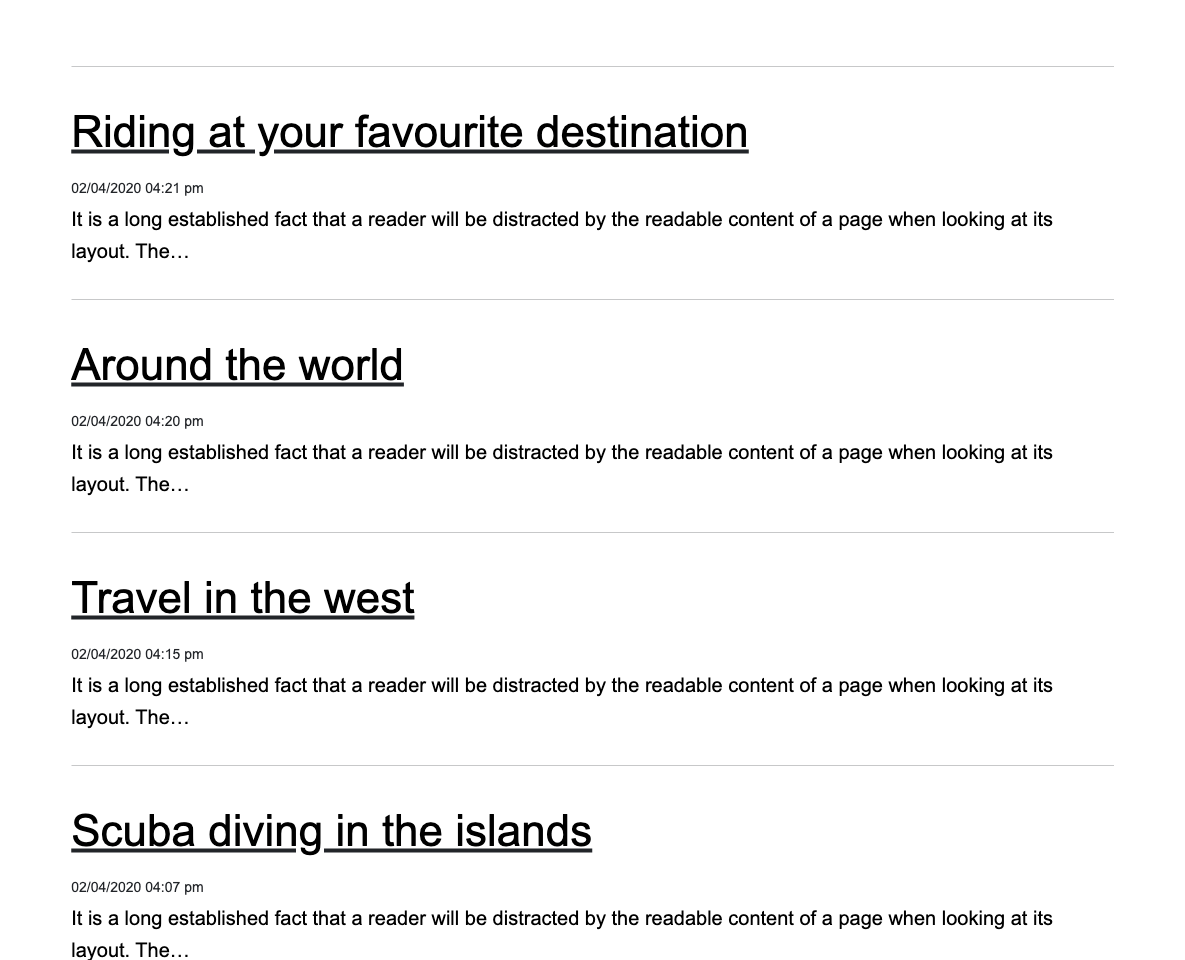 Riding at your favourite destination
02/04/2020 04:21 pm
It is a long established fact that a reader will be distracted by the readable content of a page when looking at its
layout. The…
Around the world
02/04/2020 04:20 pm
It is a long established fact that a reader will be distracted by the readable content of a page when looking at its
layout. The…
Travel in the west
02/04/2020 04:15 pm
It is a long established fact that a reader will be distracted by the readable content of a page when looking at its
layout. The…
Scuba diving in the islands
02/04/2020 04:07 pm
It is a long established fact that a reader will be distracted by the readable content of a page when looking at its
layout. The…